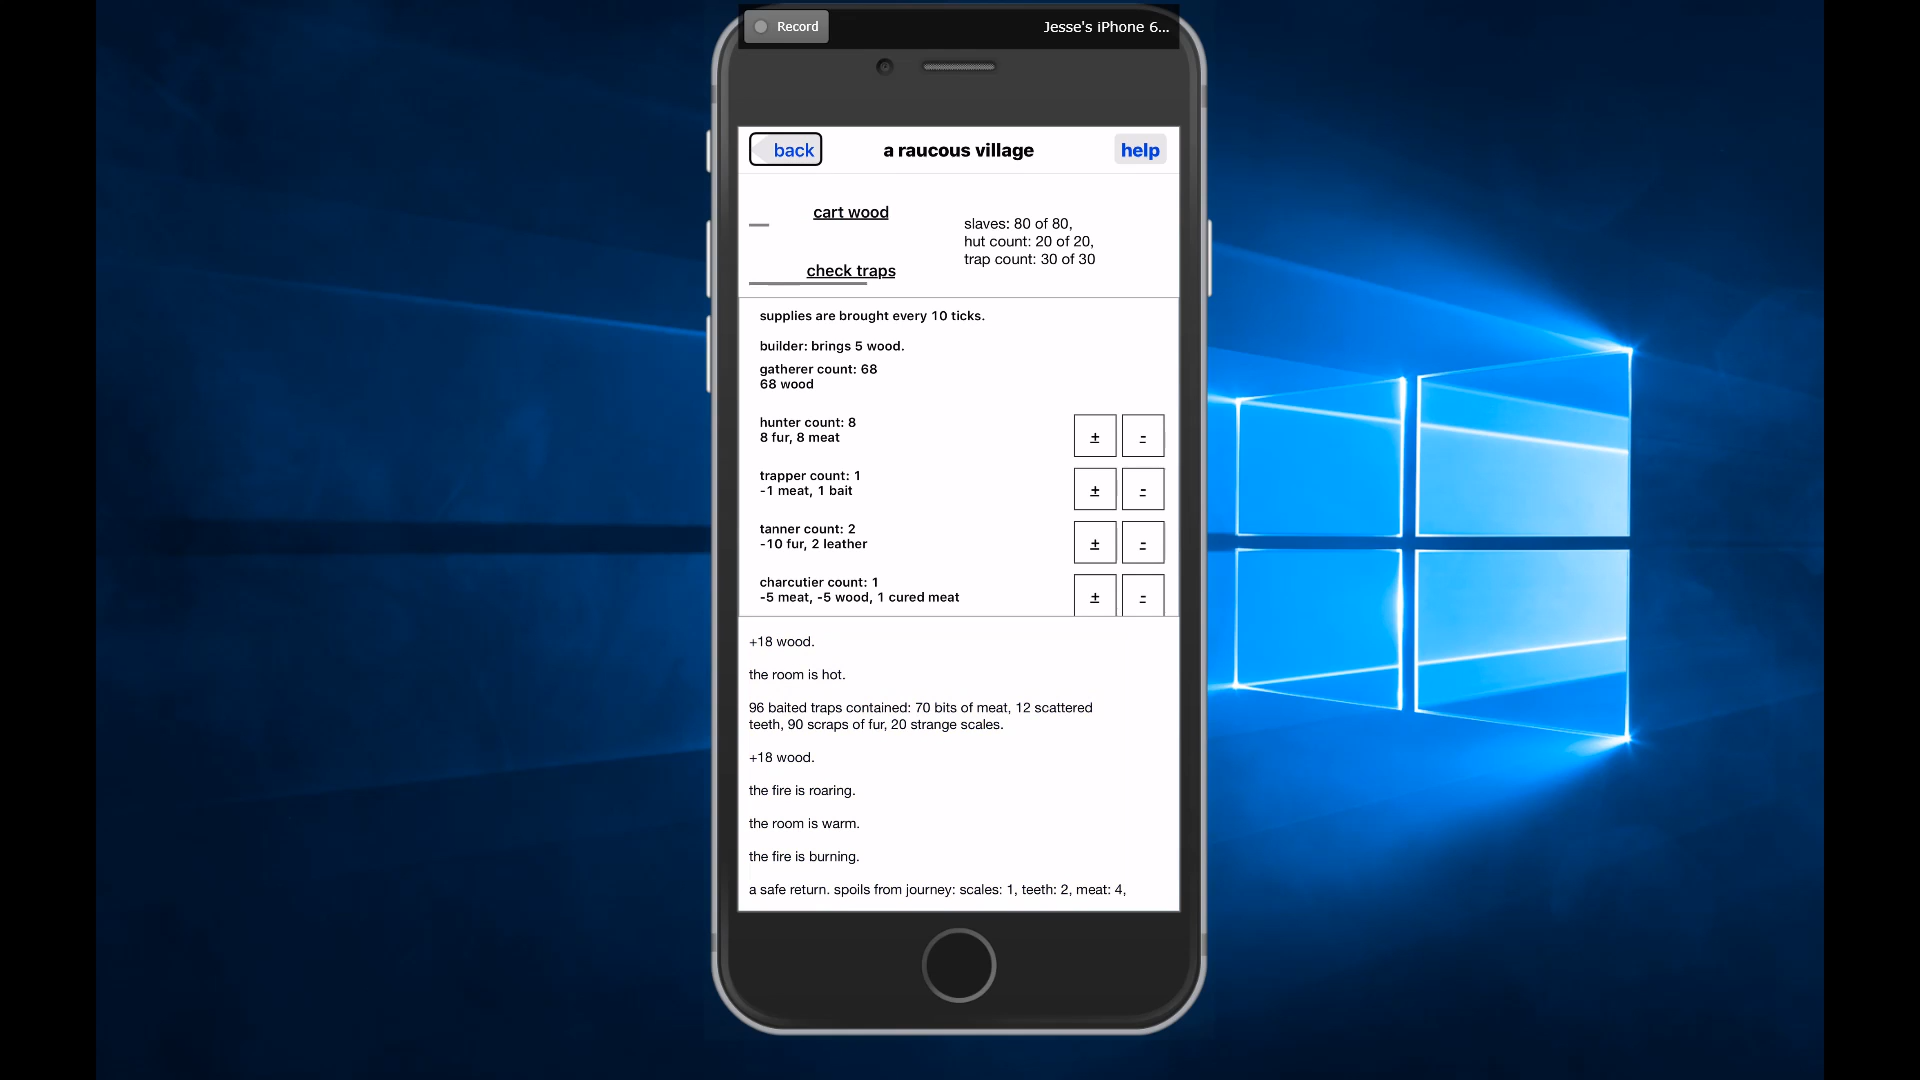 Record
Jesse's iPhone 6...
back
a raucous village
help
cart wood
check traps
slaves: 80 of 80,
hut count: 20 of 20,
trap count: 30 of 30
supplies are brought every 10 ticks.
builder: brings 5 wood.
gatherer count: 68
68 wood
hunter count: 8
8 fur, 8 meat
+ -
trapper count: 1
-1 meat, 1 bait
+ -
tanner count: 2
-10 fur, 2 leather
+ -
charcutier count: 1
-5 meat, -5 wood, 1 cured meat
+ -
+18 wood.
the room is hot.
96 baited traps contained: 70 bits of meat, 12 scattered
teeth, 90 scraps of fur, 20 strange scales.
+18 wood.
the fire is roaring.
the room is warm.
the fire is burning.
a safe return. spoils from journey: scales: 1, teeth: 2, meat: 4,